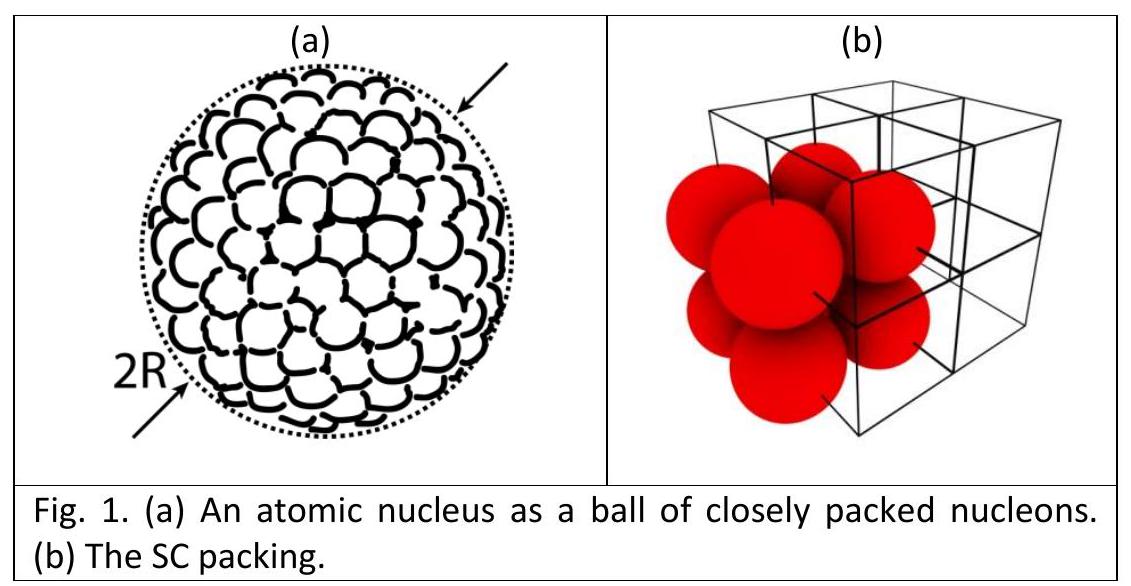 (a)
(b)
2R
Fig. 1. (a) An atomic nucleus as a ball of closely packed nucleons.
(b) The SC packing.